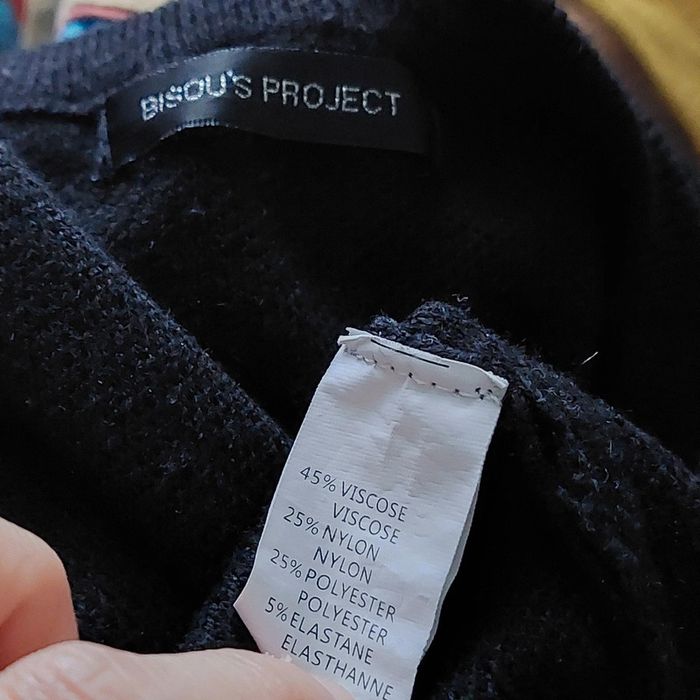 BISOU'S PROJECT
45% VISCOSE
VISCOSE
25% NYLON
NYLON
25% POLYESTER
POLYESTER
5% ELASTANE
ELASTHANNE